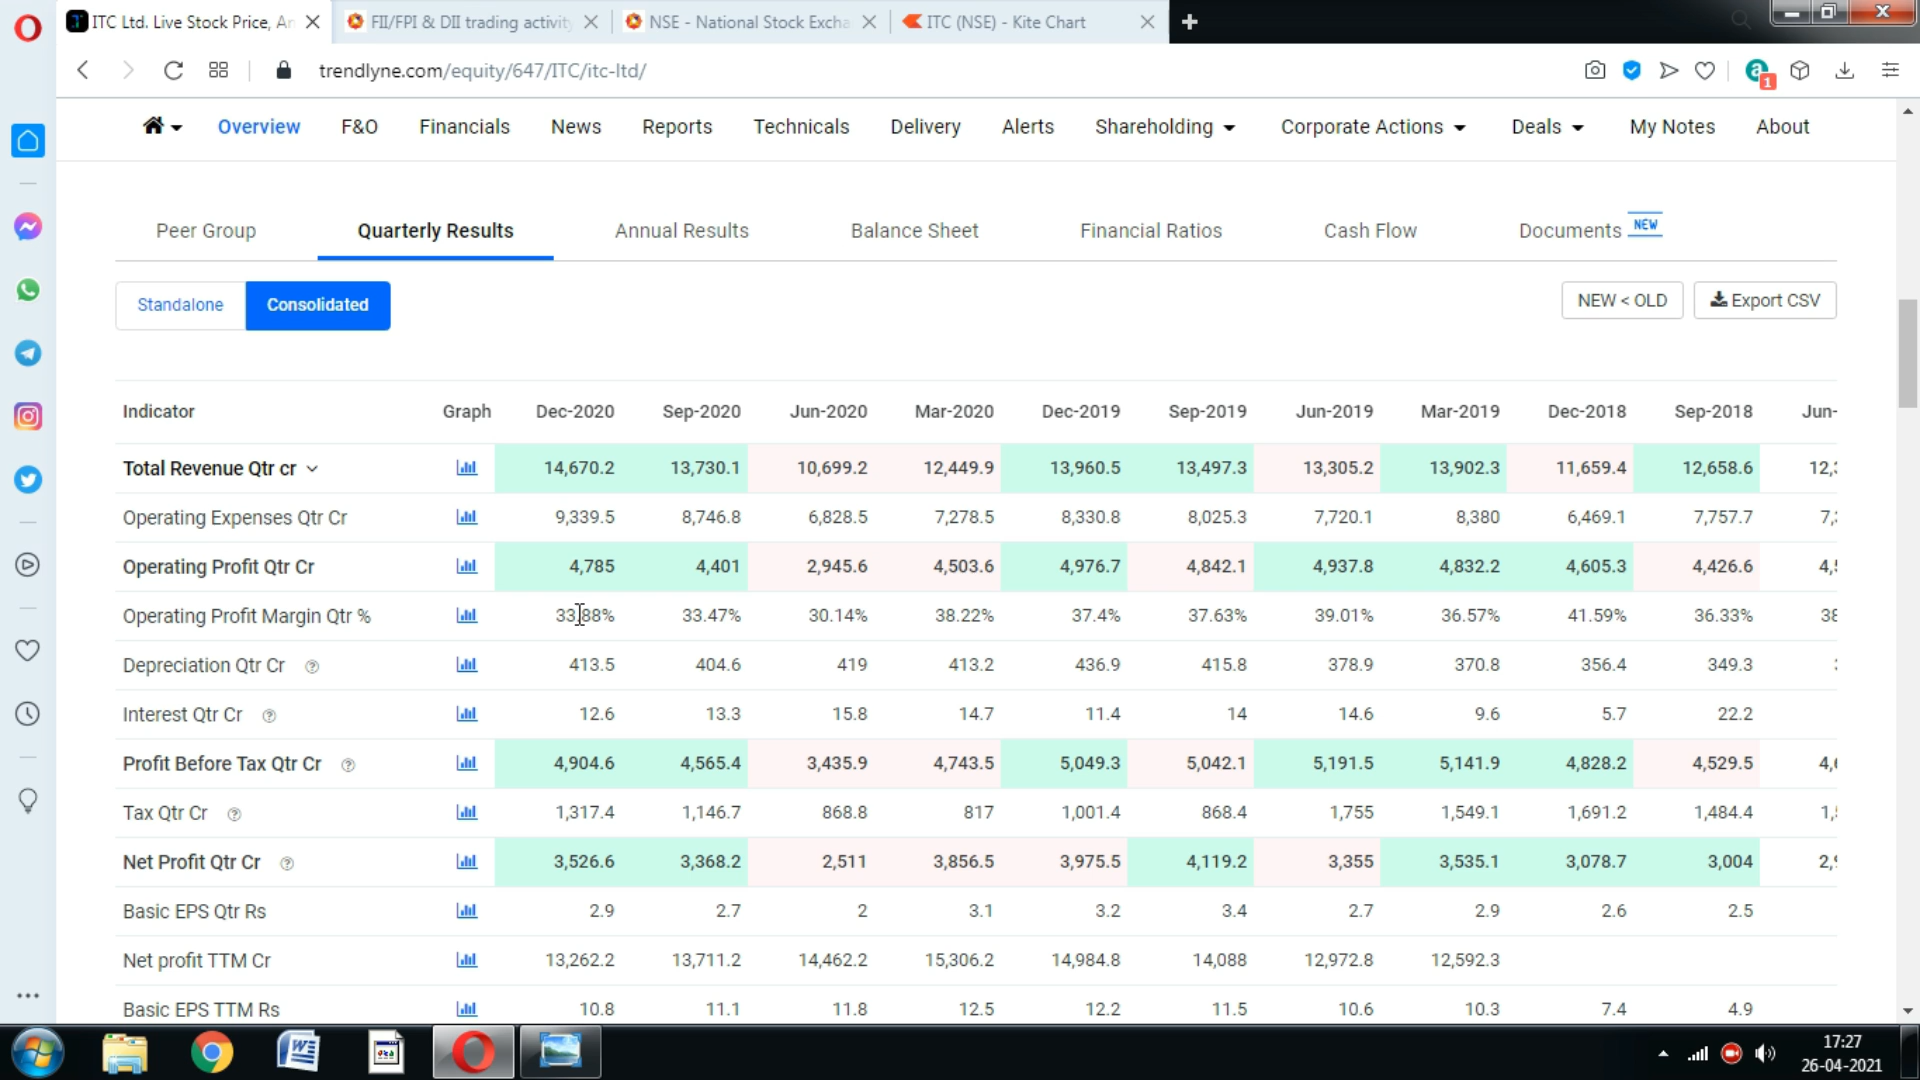 ITC Ltd. Live Stock Price, An
FII/FPI & DII trading activity
NSE - National Stock Excha
ITC (NSE) - Kite Chart
trendlyne.com/equity/647/ITC/itc-ltd/
1
Overview F&O Financials News Reports Technicals Delivery Alerts Shareholding Corporate Actions Deals My Notes About
Peer Group Quarterly Results Annual Results Balance Sheet Financial Ratios Cash Flow Documents NEW
Standalone Consolidated NEW < OLD Export CSV
Indicator Graph Dec-2020 Sep-2020 Jun-2020 Mar-2020 Dec-2019 Sep-2019 Jun-2019 Mar-2019 Dec-2018 Sep-2018 Jun-
Total Revenue Qtr cr 14,670.2 13,730.1 10,699.2 12,449.9 13,960.5 13,497.3 13,305.2 13,902.3 11,659.4 12,658.6
Operating Expenses Qtr Cr 9,339.5 8,746.8 6,828.5 7,278.5 8,330.8 8,025.3 7,720.1 8,380 6,469.1 7,757.7
Operating Profit Qtr Cr 4,785 4,401 2,945.6 4,503.6 4,976.7 4,842.1 4,937.8 4,832.2 4,605.3 4,426.6
Operating Profit Margin Qtr % 33.88% 33.47% 30.14% 38.22% 37.4% 37.63% 39.01% 36.57% 41.59% 36.33% 38
Depreciation Qtr Cr 413.5 404.6 419 413.2 436.9 415.8 378.9 370.8 356.4 349.3
Interest Qtr Cr 12.6 13.3 15.8 14.7 11.4 14 14.6 9.6 5.7 22.2
Profit Before Tax Qtr Cr 4,904.6 4,565.4 3,435.9 4,743.5 5,049.3 5,042.1 5,191.5 5,141.9 4,828.2 4,529.5
Tax Qtr Cr 1,317.4 1,146.7 868.8 817 1,001.4 868.4 1,755 1,549.1 1,691.2 1,484.4
Net Profit Qtr Cr 3,526.6 3,368.2 2,511 3,856.5 3,975.5 4,119.2 3,355 3,535.1 3,078.7 3,004
Basic EPS Qtr Rs 2.9 2.7 2 3.1 3.2 3.4 2.7 2.9 2.6 2.5
Net profit TTM Cr 13,262.2 13,711.2 14,462.2 15,306.2 14,984.8 14,088 12,972.8 12,592.3
Basic EPS TTM Rs 10.8 11.1 11.8 12.5 12.2 11.5 10.6 10.3 7.4 4.9
17:27
26-04-2021